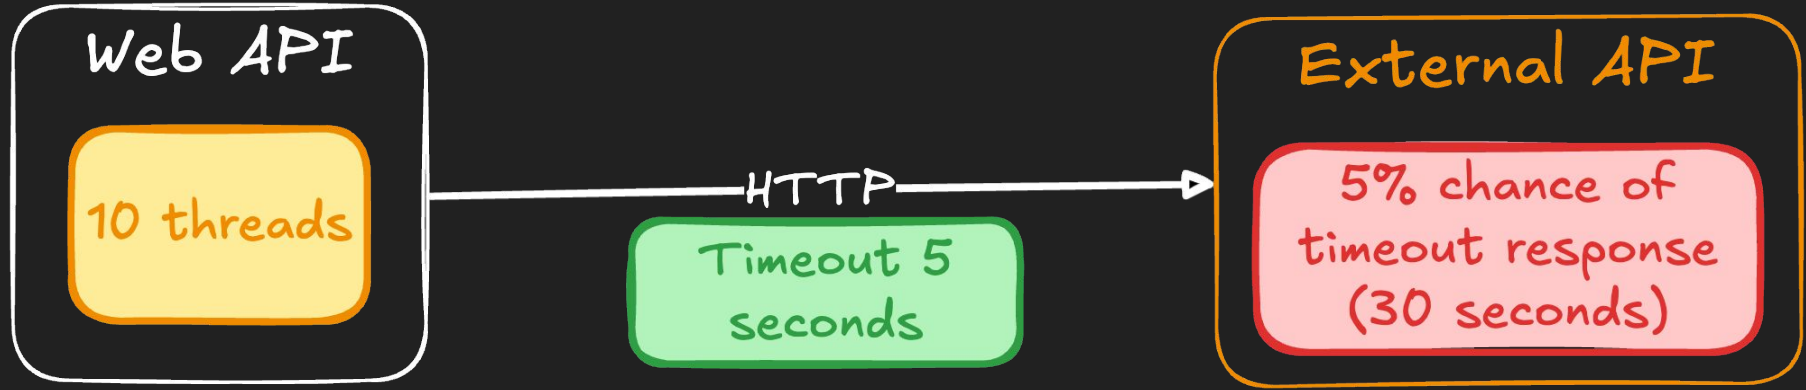 Web API
10 threads
HTTP
Timeout 5
seconds
External API
5% chance of
timeout response
(30 seconds)